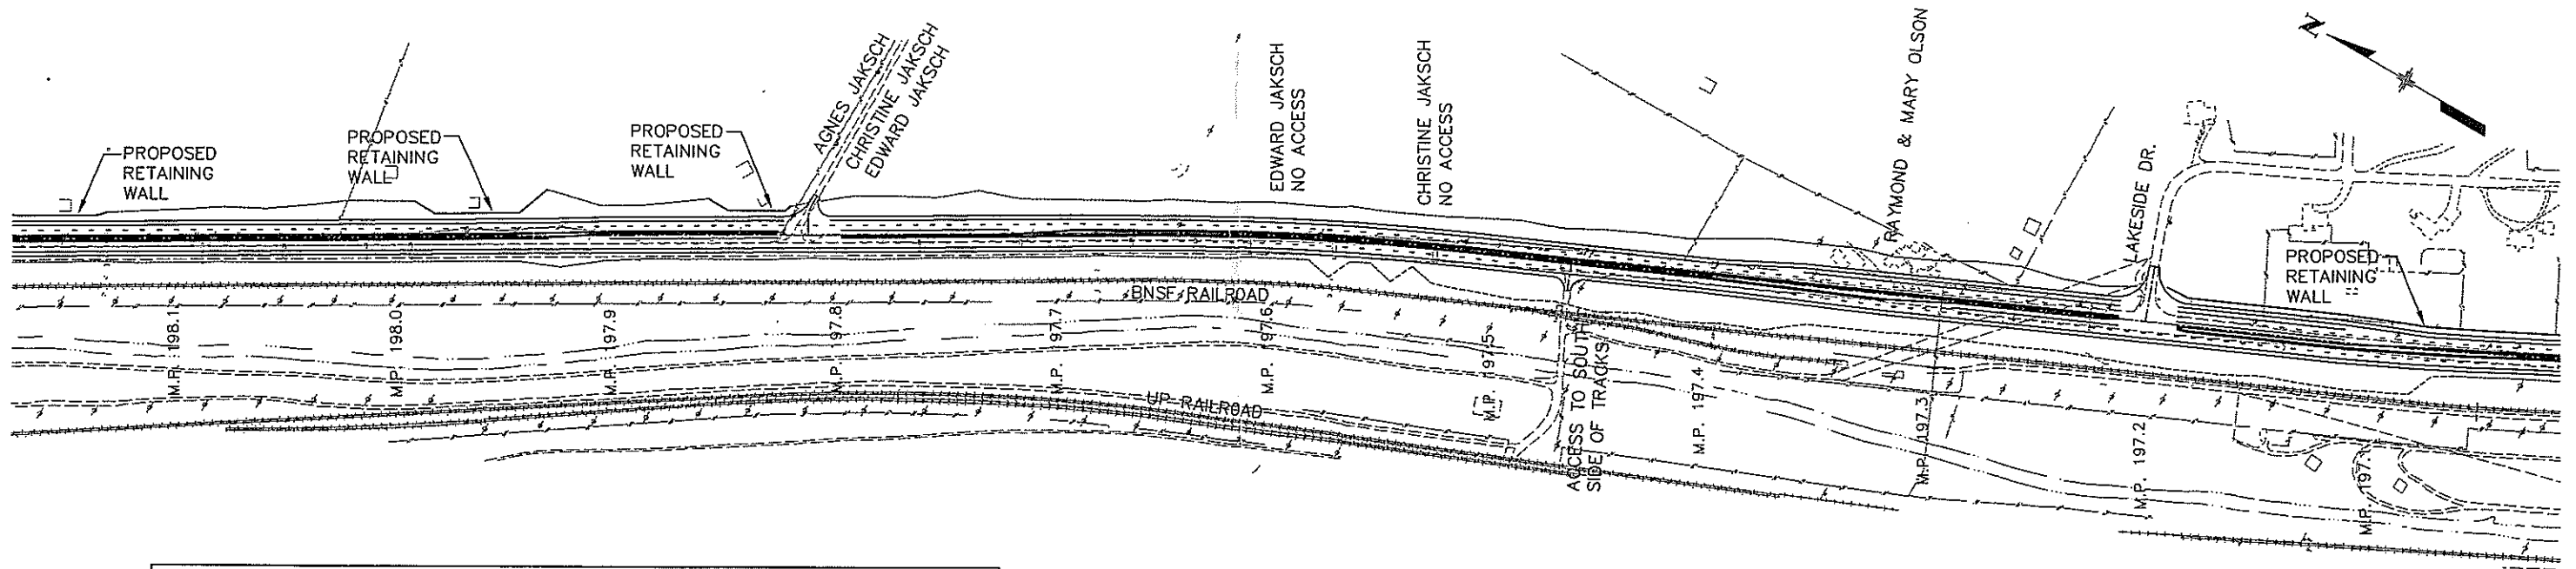 N
PROPOSED
RETAINING
WALL
PROPOSED
RETAINING
WALL
PROPOSED
RETAINING
WALL
AGNES JAKSCH
CHRISTINE JAKSCH
EDWARD JAKSCH
EDWARD JAKSCH
NO ACCESS
CHRISTINE JAKSCH
NO ACCESS
RAYMOND & MARY OLSON
LAKESIDE DR.
PROPOSED
RETAINING
WALL
BNSF RAILROAD
M.P. 198.1
M.P. 198.0
M.P. 197.9
M.P. 197.8
M.P. 197.7
M.P. 197.6
M.P. 197.5
ACCESS TO SOUTH
SIDE OF TRACKS
M.P. 197.4
M.P. 197.3
M.P. 197.2
M.P. 197.1
UP RAILROAD